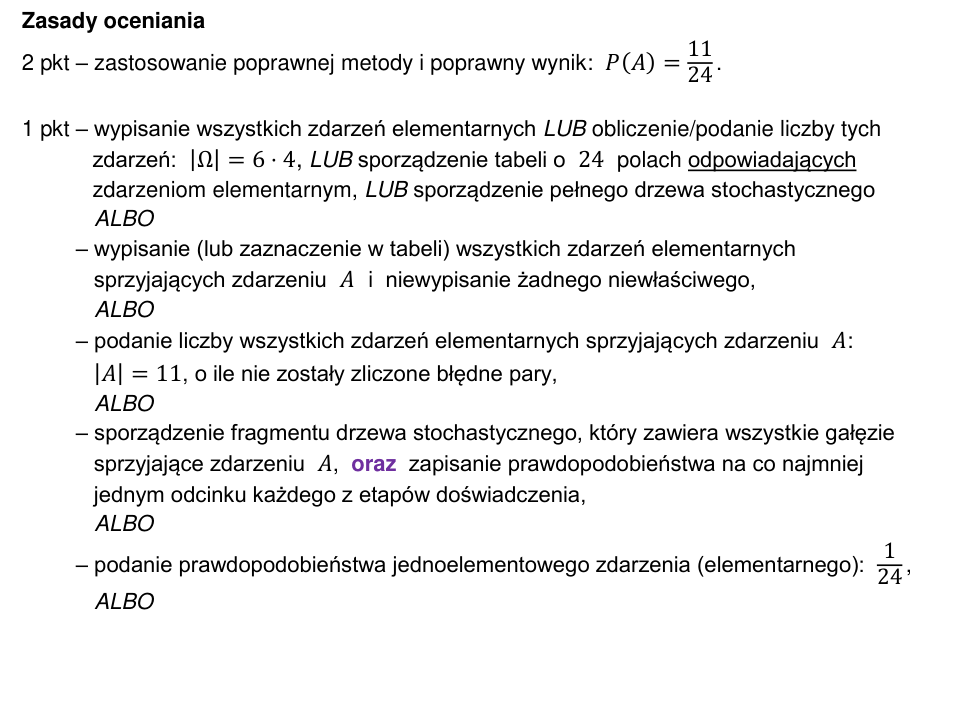 Zasady oceniania
2 pkt – zastosowanie poprawnej metody i poprawny wynik: P(A) = 11/24.
1 pkt – wypisanie wszystkich zdarzeń elementarnych LUB obliczenie/podanie liczby tych
zdarzeń: |Ω| = 6 · 4, LUB sporządzenie tabeli o 24 polach odpowiadających
zdarzeniom elementarnym, LUB sporządzenie pełnego drzewa stochastycznego
ALBO
– wypisanie (lub zaznaczenie w tabeli) wszystkich zdarzeń elementarnych
sprzyjających zdarzeniu A i niewypisanie żadnego niewłaściwego,
ALBO
– podanie liczby wszystkich zdarzeń elementarnych sprzyjających zdarzeniu A:
|A| = 11, o ile nie zostały zliczone błędne pary,
ALBO
– sporządzenie fragmentu drzewa stochastycznego, który zawiera wszystkie gałęzie
sprzyjające zdarzeniu A, oraz zapisanie prawdopodobieństwa na co najmniej
jednym odcinku każdego z etapów doświadczenia,
ALBO
– podanie prawdopodobieństwa jednoelementowego zdarzenia (elementarnego): 1/24,
ALBO